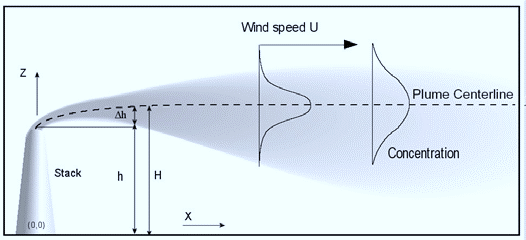 Wind speed U
Z
Δh
Plume Centerline
Stack
h
H
Concentration
X
(0,0)